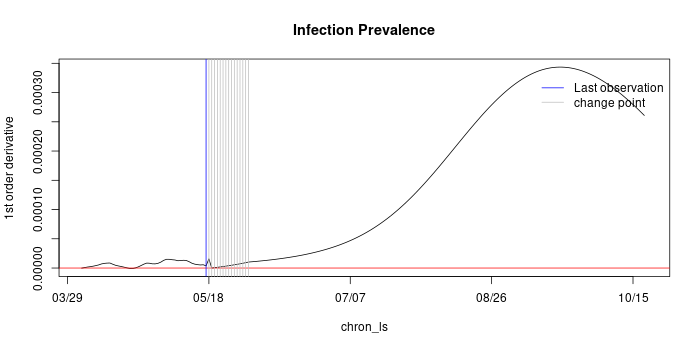 Infection Prevalence
1st order derivative
0.00030
0.00020
0.00010
0.00000
Last observation
change point
03/29 05/18 07/07 08/26 10/15
chron_ls